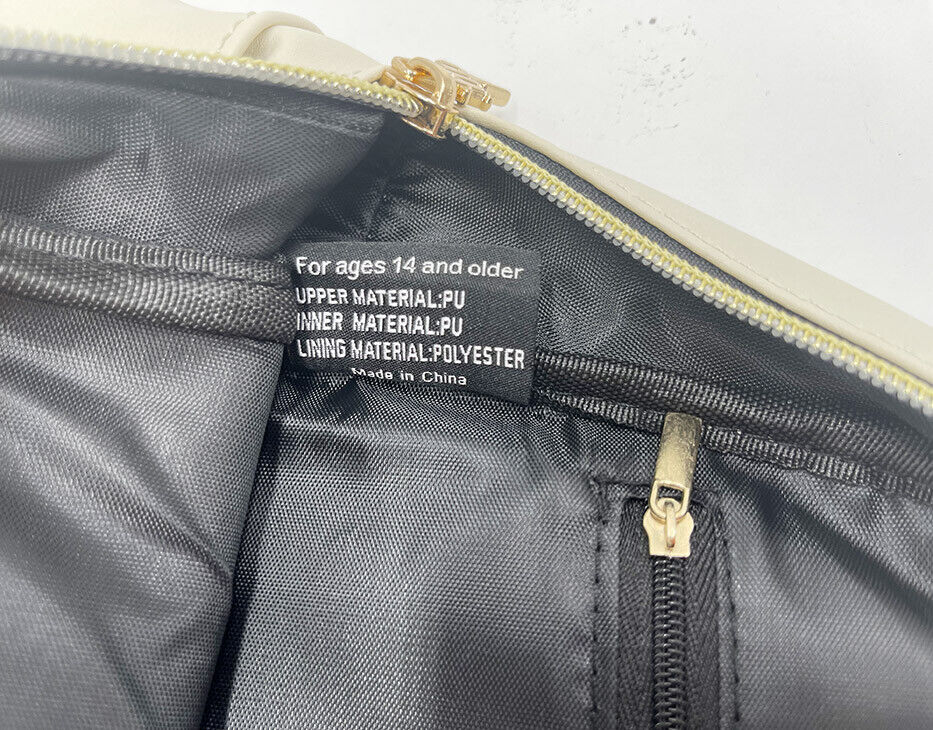 For ages 14 and older
UPPER MATERIAL:PU
INNER MATERIAL:PU
LINING MATERIAL:POLYESTER
Made in China